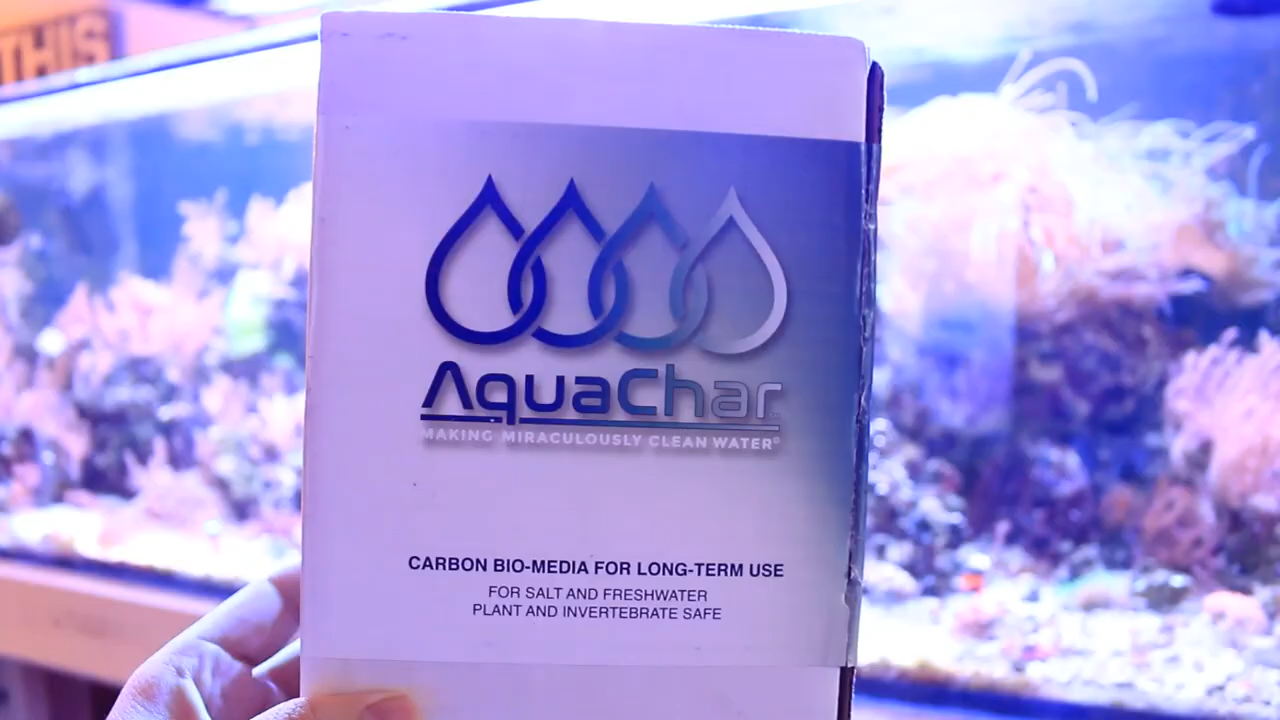 THIS
AquaChar
MAKING MIRACULOUSLY CLEAN WATER®
CARBON BIO-MEDIA FOR LONG-TERM USE
FOR SALT AND FRESHWATER
PLANT AND INVERTEBRATE SAFE